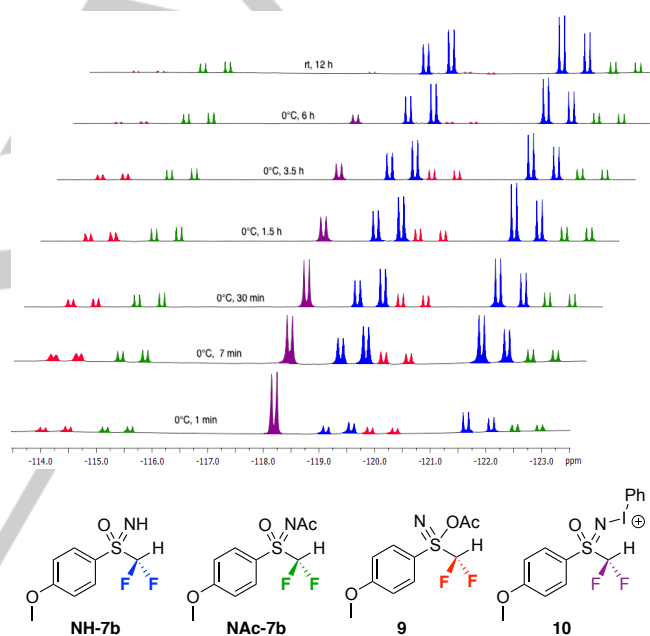 rt, 12 h
0°C, 6 h
0°C, 3.5 h
0°C, 1.5 h
0°C, 30 min
0°C, 7 min
0°C, 1 min
-114.0 -115.0 -116.0 -117.0 -118.0 -119.0 -120.0 -121.0 -122.0 -123.0 ppm
O NH S H F F O
NH-7b
O NAc S H F F O
NAc-7b
N OAc S H F F O
9
Ph I ⊕ O N S H F F O
10